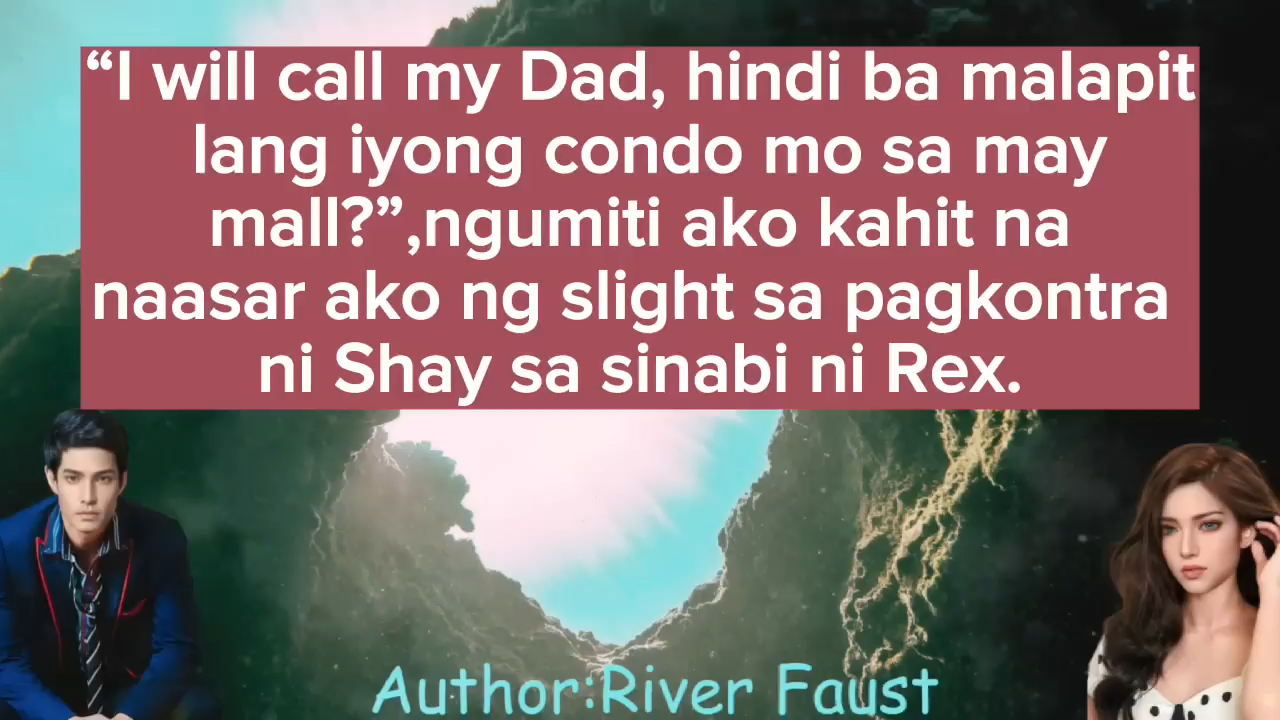 “I will call my Dad, hindi ba malapit
lang iyong condo mo sa may
mall?”,ngumiti ako kahit na
naasar ako ng slight sa pagkontra
ni Shay sa sinabi ni Rex.
Author:River Faust